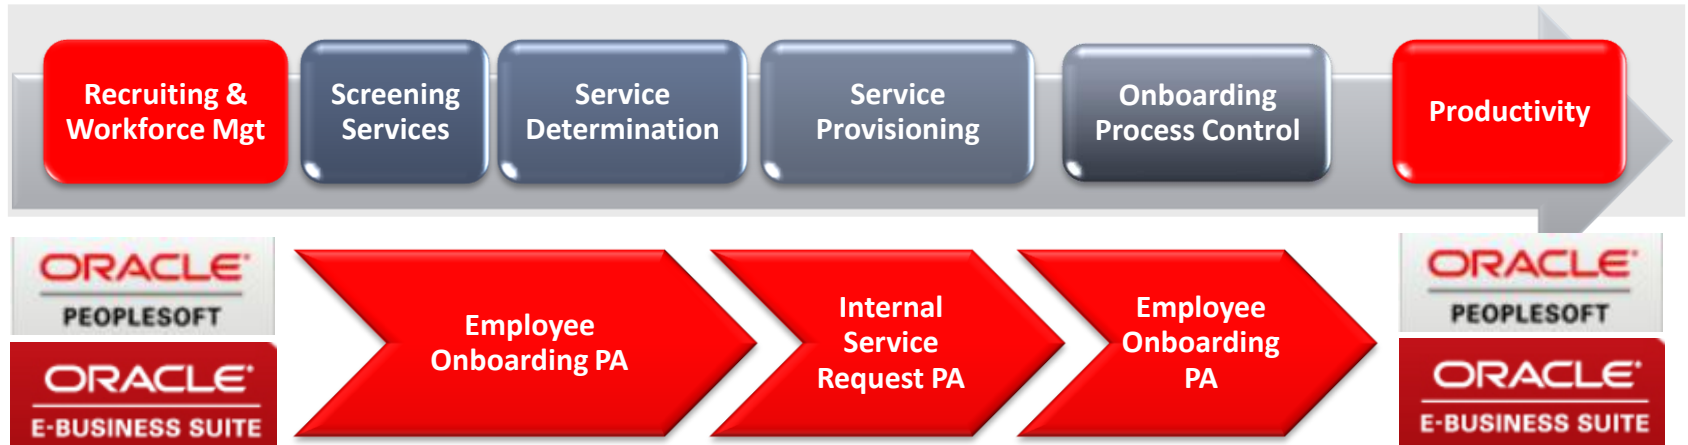 Recruiting &
Workforce Mgt
Screening
Services
Service
Determination
Service
Provisioning
Onboarding
Process Control
Productivity
ORACLE
PEOPLESOFT
ORACLE
E-BUSINESS SUITE
Employee
Onboarding PA
Internal
Service
Request PA
Employee
Onboarding
PA
ORACLE
PEOPLESOFT
ORACLE
E-BUSINESS SUITE